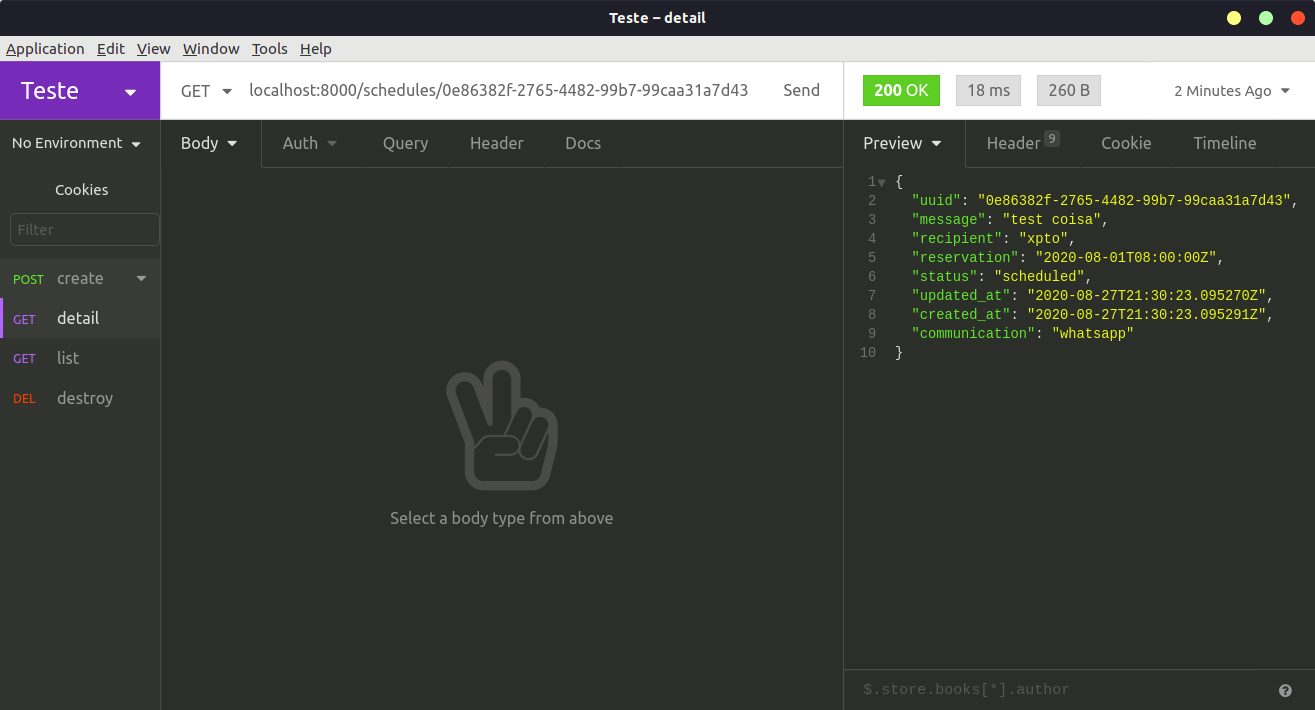 Teste – detail
Application Edit View Window Tools Help
Teste
GET localhost:8000/schedules/0e86382f-2765-4482-99b7-99caa31a7d43 Send
200 OK 18 ms 260 B 2 Minutes Ago
No Environment
Cookies
Filter
POST create
GET detail
GET list
DEL destroy
Body Auth Query Header Docs
Select a body type from above
Preview Header 9 Cookie Timeline
1 {
2 "uuid": "0e86382f-2765-4482-99b7-99caa31a7d43",
3 "message": "test coisa",
4 "recipient": "xpto",
5 "reservation": "2020-08-01T08:00:00Z",
6 "status": "scheduled",
7 "updated_at": "2020-08-27T21:30:23.095270Z",
8 "created_at": "2020-08-27T21:30:23.095291Z",
9 "communication": "whatsapp"
10 }
$.store.books[*].author
?